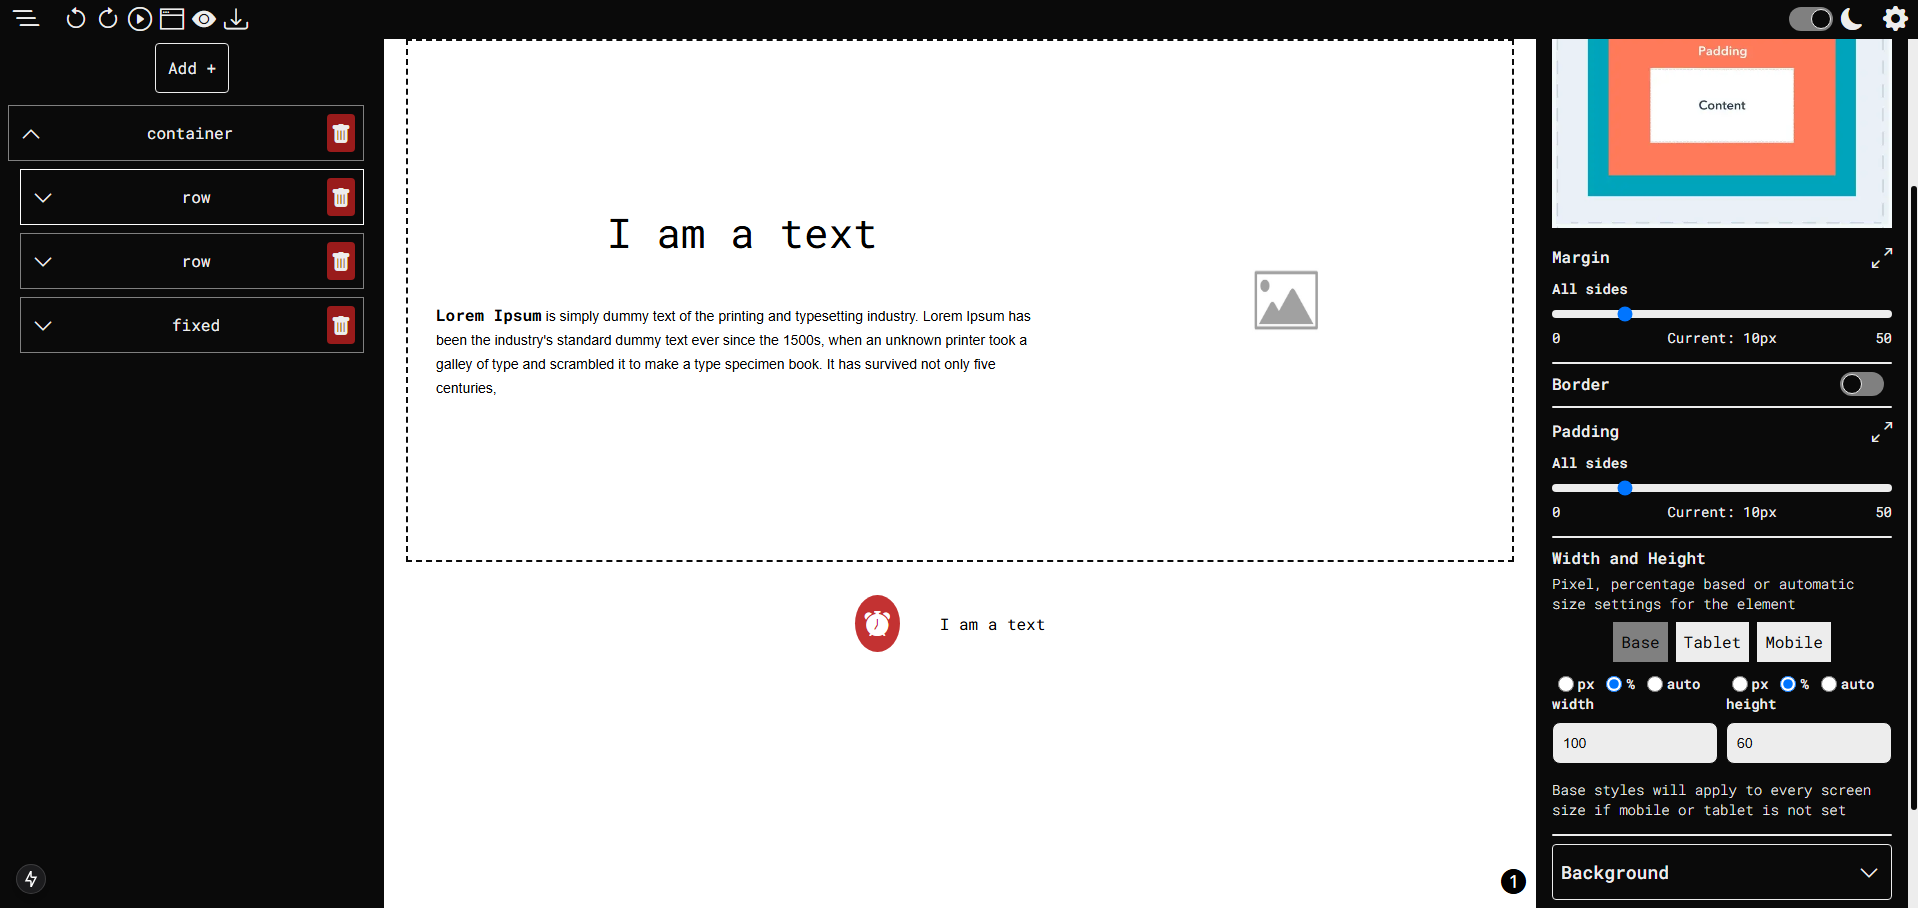 Add +
container
row
row
fixed
I am a text
Lorem Ipsum is simply dummy text of the printing and typesetting industry. Lorem Ipsum has
been the industry's standard dummy text ever since the 1500s, when an unknown printer took a
galley of type and scrambled it to make a type specimen book. It has survived not only five
centuries,
I am a text
1
Padding
Content
Margin
All sides
0 Current: 10px 50
Border
Padding
All sides
0 Current: 10px 50
Width and Height
Pixel, percentage based or automatic
size settings for the element
Base Tablet Mobile
px % auto px % auto
width height
100 60
Base styles will apply to every screen
size if mobile or tablet is not set
Background